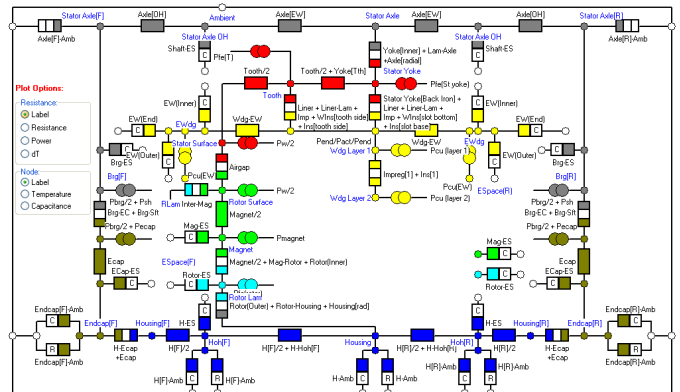 Stator Axle[F]
Ambient
Stator Axle
Stator Axle[R]
Axle[OH]
Axle[EW]
Axle[EW]
Axle[OH]
Axle[F]-Amb
Stator Axle OH
Stator Axle OH
Axle[R]-Amb
Shaft-ES
C
Pfe(T)
Yoke[Inner] + Lam-Axle
+Axle[radial]
Shaft-ES
C
Tooth/2
Tooth/2 + Yoke[Tth]
Stator Yoke
Pfe(St yoke)
Plot Options:
Resistance:
Label
Resistance
Power
dT
Node:
Label
Temperature
Capacitance
Tooth
EW(Inner)
C
Liner + Liner-Lam +
Imp + WIns[tooth side]
+ Ins[tooth side]
Stator Yoke[Back Iron] +
Liner + Liner-Lam +
Imp + WIns[slot bottom]
+ Ins[slot base]
C
EW(Inner)
EW(End)
C
EWdg
Wdg-EW
Wdg-EW
EWdg
EW(End)
C
Stator Surface
Pw/2
Pend/Pact/Pend
Wdg Layer 1
Pcu (layer 1)
C
EW(Outer)
C
EW(Outer)
Brg-ES
C
Brg-ES
C
Airgap
Pcu(EW)
Impreg[1] + Ins[1]
Pcu(EW)
Brg[F]
Brg[R]
RLam
Inter-Mag
Pw/2
Rotor Surface
Wdg Layer 2
Pcu (layer 2)
ESpace(R)
Pbrg/2 + Psh
Brg-EC + Brg-Sft
Pbrg/2 + Psh
Brg-EC + Brg-Sft
Magnet/2
Pbrg/2 + Pecap
Pbrg/2 + Pecap
Mag-ES
C
Pmagnet
Magnet
Mag-ES
C
Ecap
ESpace(F)
Magnet/2 + Mag-Rotor + Rotor(Inner)
Ecap
ECap-ES
C
Rotor-ES
C
C
Rotor-ES
ECap-ES
C
Rotor Lam
Rotor(Outer) + Rotor-Housing + Housing[rad]
Endcap[F]-Amb
C
R
Endcap[F]-Amb
Endcap[F]
Housing[F]
H-Ecap
+Ecap
H-ES
C
H[F]/2
Hoh[F]
H[F]/2 + H-Hoh[F]
Housing
H[R]/2 + H-Hoh[R]
Hoh[R]
C
H-ES
H[R]/2
Housing[R]
H-Ecap
+Ecap
Endcap[R]
Endcap[R]-Amb
C
R
Endcap[R]-Amb
H[F]-Amb
C
R
H[F]-Amb
H-Amb
C
R
H-Amb
H[R]-Amb
C
R
H[R]-Amb